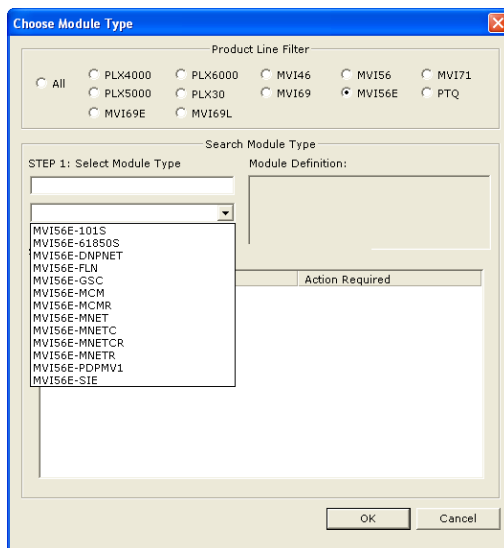 Choose Module Type
Product Line Filter
All
PLX4000 PLX6000 MVI46 MVI56 MVI71
PLX5000 PLX30 MVI69 MVI56E PTQ
MVI69E MVI69L
Search Module Type
STEP 1: Select Module Type
Module Definition:
MVI56E-101S
MVI56E-61850S
MVI56E-DNPNET
MVI56E-FLN
MVI56E-GSC
MVI56E-MCM
MVI56E-MCMR
MVI56E-MNET
MVI56E-MNETC
MVI56E-MNETCR
MVI56E-MNETR
MVI56E-PDPMV1
MVI56E-SIE
Action Required
OK Cancel